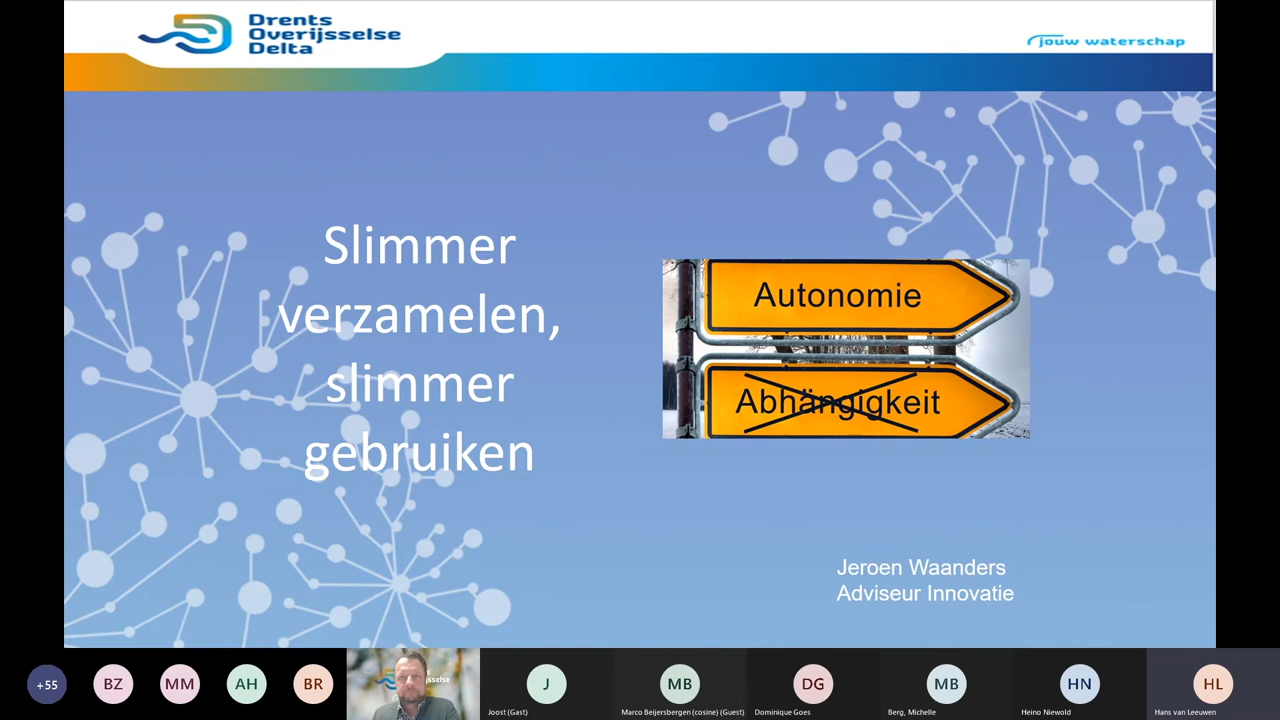 Drents
Overijsselse
Delta
jouw waterschap
Slimmer
verzamelen,
slimmer
gebruiken
Autonomie
Abhängigkeit
Jeroen Waanders
Adviseur Innovatie
+55
BZ
MM
AH
BR
sselse
J
MB
DG
MB
HN
HL
Joost (Gast)
Marco Beijersbergen (cosine) (Guest)
Dominique Goes
Berg, Michelle
Heino Niewold
Hans van Leeuwen